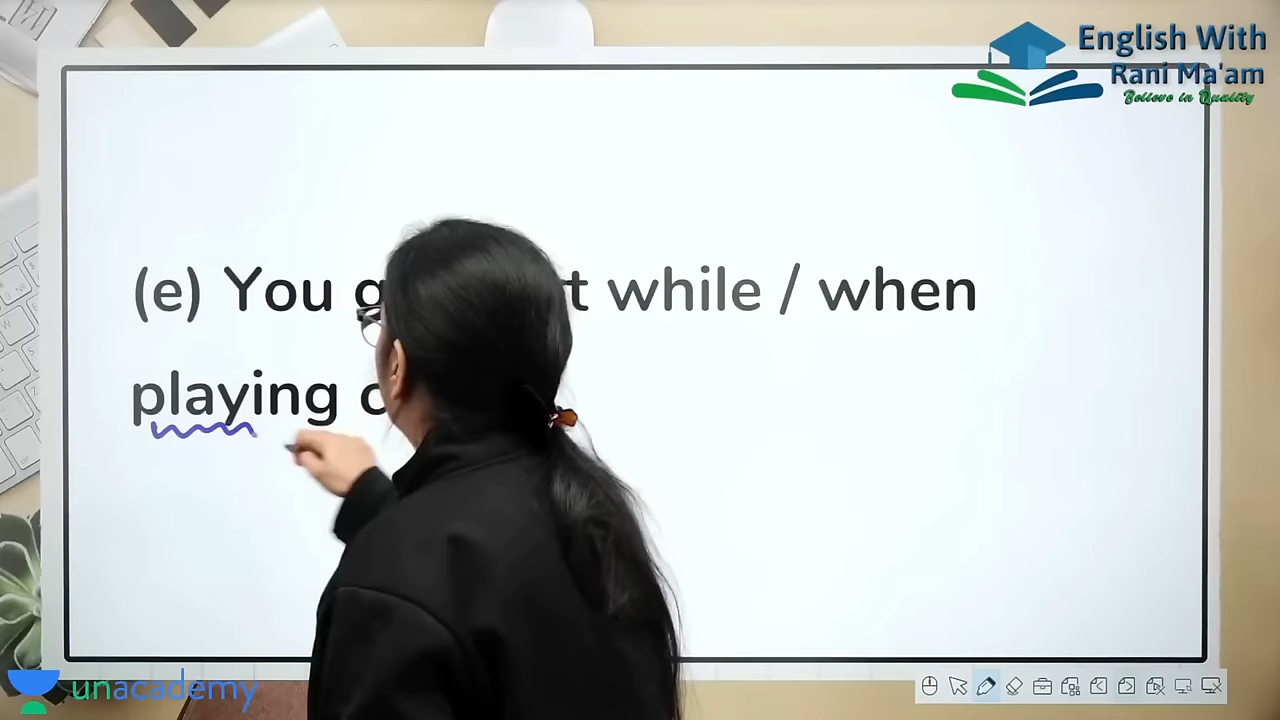 English With
Rani Ma'am
Believe in Quality
(e) You while / when
playing
unacademy